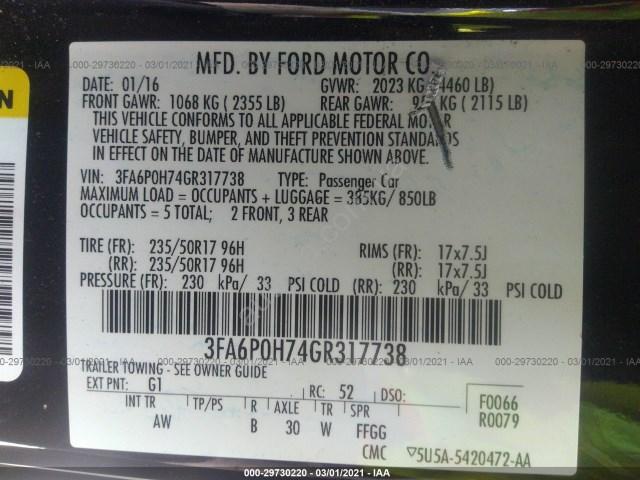 000-29730220 - 03/01/2021 - IAA
MFD. BY FORD MOTOR CO
DATE: 01/16 GVWR: 2023 KG 4460 LB)
FRONT GAWR: 1068 KG ( 2355 LB) REAR GAWR: KG ( 2115 LB)
THIS VEHICLE CONFORMS TO ALL APPLICABLE FEDERAL MOTOR
VEHICLE SAFETY, BUMPER, AND THEFT PREVENTION STANDARDS
IN EFFECT ON THE DATE OF MANUFACTURE SHOWN ABOVE.
VIN: 3FA6P0H74GR317738 TYPE: Passenger Car
MAXIMUM LOAD = OCCUPANTS + LUGGAGE = 385KG/ 850LB
OCCUPANTS = 5 TOTAL; 2 FRONT, 3 REAR
TIRE (FR): 235/50R17 96H RIMS (FR): 17x7.5J
(RR): 235/50R17 96H (RR): 17x7.5J
PRESSURE (FR): 230 kPa/ 33 PSI COLD (RR): 230 kPa/ 33 PSI COLD
3FA6P0H74GR317738
TRAILER TOWING - SEE OWNER GUIDE
EXT PNT: G1 RC: 52 DSO: F0066
INT TR TP/PS R AXLE TR SPR R0079
AW B 30 W FFGG
CMC 5U5A-5420472-AA
000-29730220 - 03/01/2021 - IAA